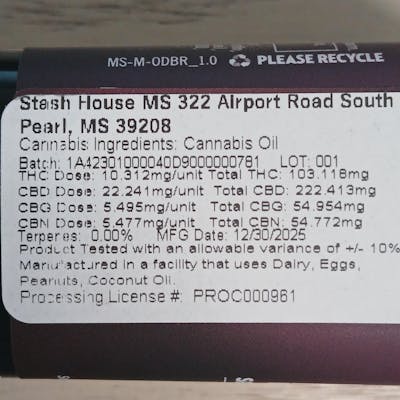 MS-M-ODBR_1.0 PLEASE RECYCLE
Stash House MS 322 Airport Road South
Pearl, MS 39208
Cannabis Ingredients: Cannabis Oil
Batch: 1A42301000040D9000000781 LOT: 001
THC Dose: 10.312mg/unit Total THC: 103.118mg
CBD Dose: 22.241mg/unit Total CBD: 222.413mg
CBG Dose: 5.495mg/unit Total CBG: 54.954mg
CBN Dose: 5.477mg/unit Total CBN: 54.772mg
Terpenes: 0.00% MFG Date: 12/30/2025
Product Tested with an allowable variance of +/- 10%
Manufactured in a facility that uses Dairy, Eggs,
Peanuts, Coconut Oil.
Processing License #: PROC000961